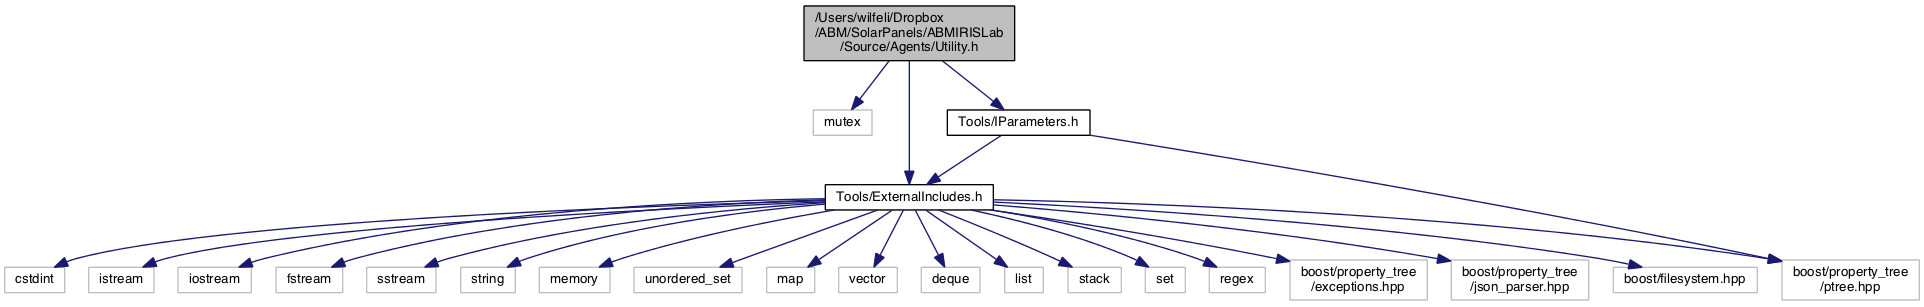 /Users/wilfeli/Dropbox
/ABM/SolarPanels/ABMIRISLab
/Source/Agents/Utility.h
mutex
Tools/IParameters.h
Tools/ExternalIncludes.h
cstdint
istream
iostream
fstream
sstream
string
memory
unordered_set
map
vector
deque
list
stack
set
regex
boost/property_tree
/exceptions.hpp
boost/property_tree
/json_parser.hpp
boost/filesystem.hpp
boost/property_tree
/ptree.hpp